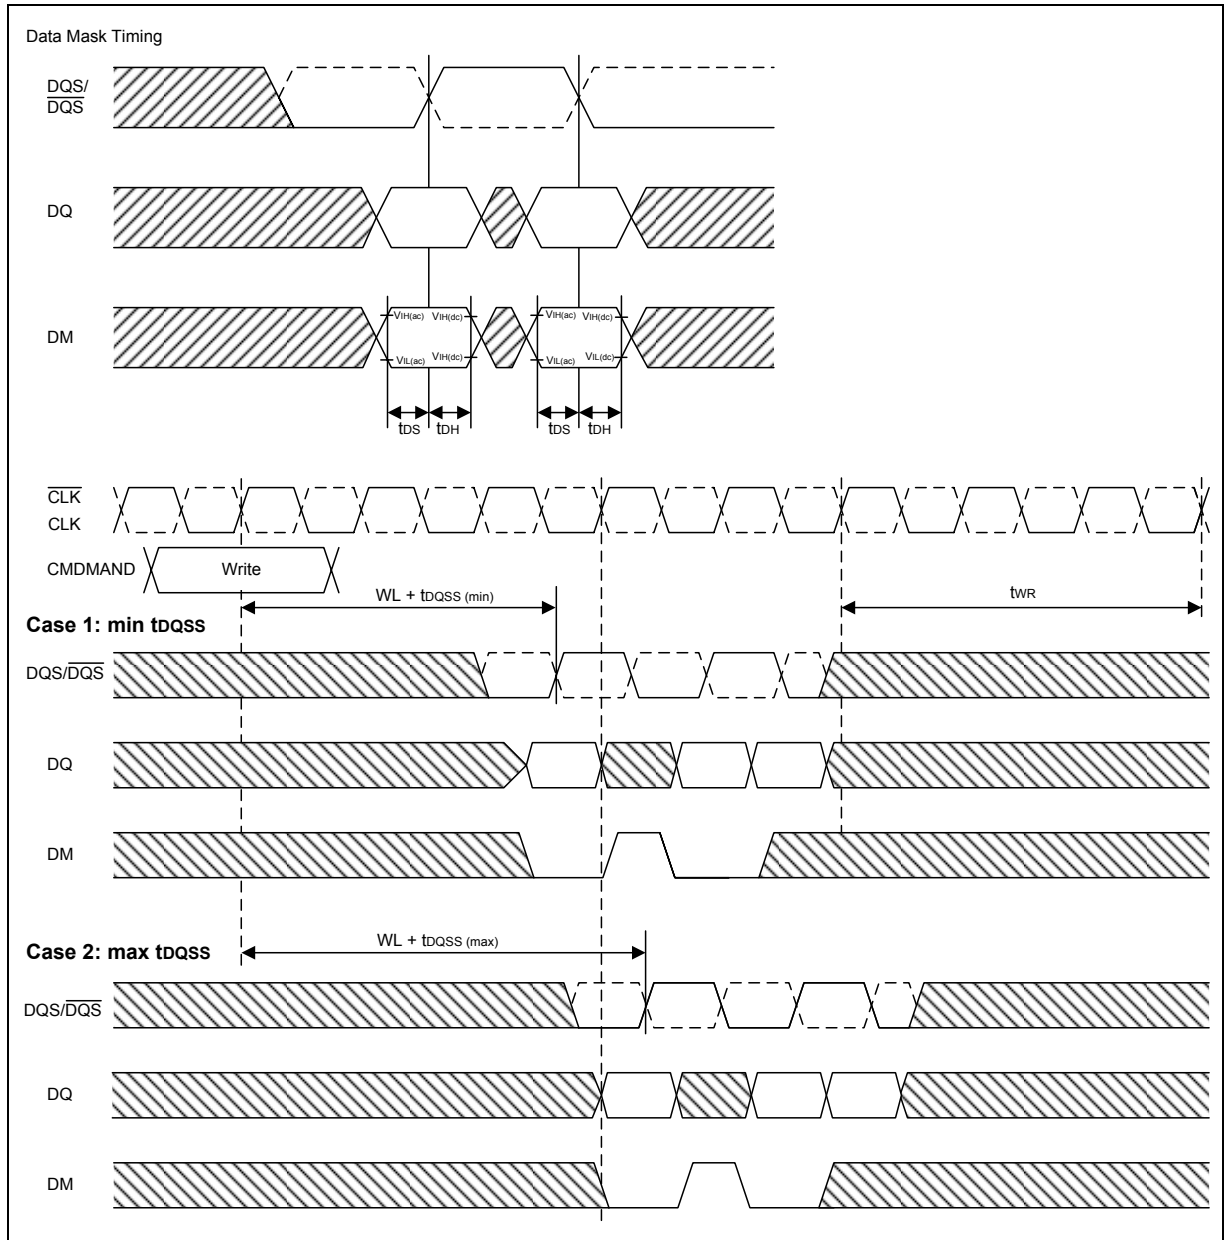 Data Mask Timing
DQS/
DQS
DQ
DM
VIH(ac) VIH(dc) VIH(ac) VIH(dc)
VIL(ac) VIH(dc) VIL(ac) VIL(dc)
tDS tDH tDS tDH
CLK
CLK
CMDMAND Write
WL + tDQSS (min) tWR
Case 1: min tDQSS
DQS/DQS
DQ
DM
Case 2: max tDQSS WL + tDQSS (max)
DQS/DQS
DQ
DM